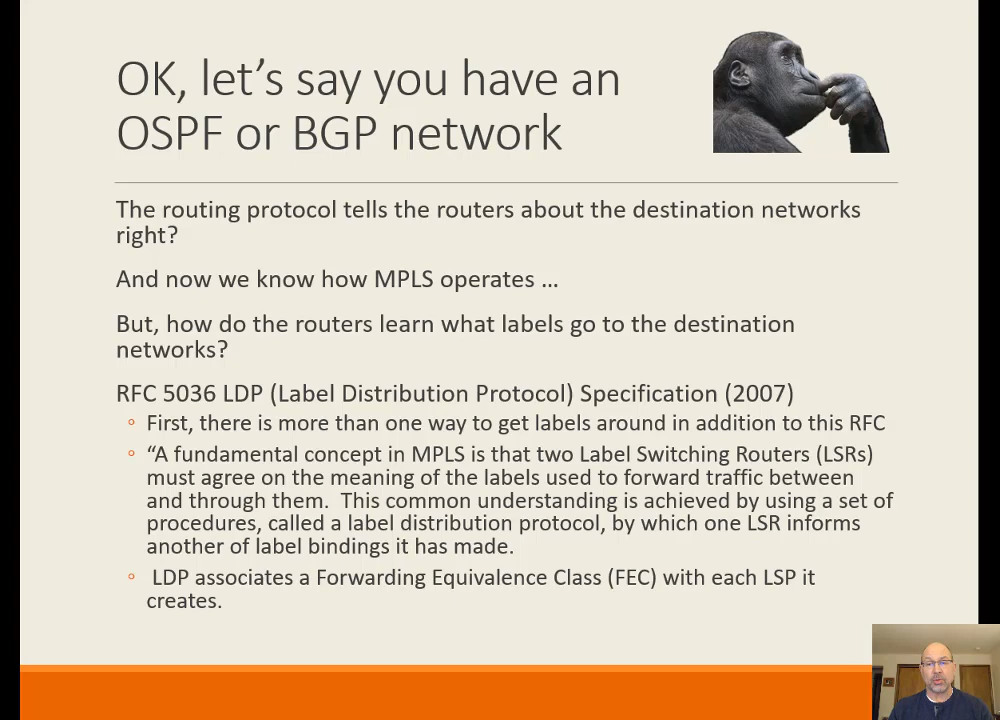 OK, let’s say you have an
OSPF or BGP network
The routing protocol tells the routers about the destination networks
right?
And now we know how MPLS operates …
But, how do the routers learn what labels go to the destination
networks?
RFC 5036 LDP (Label Distribution Protocol) Specification (2007)
◦ First, there is more than one way to get labels around in addition to this RFC
◦ “A fundamental concept in MPLS is that two Label Switching Routers (LSRs)
must agree on the meaning of the labels used to forward traffic between
and through them.  This common understanding is achieved by using a set of
procedures, called a label distribution protocol, by which one LSR informs
another of label bindings it has made.
◦ LDP associates a Forwarding Equivalence Class (FEC) with each LSP it
creates.